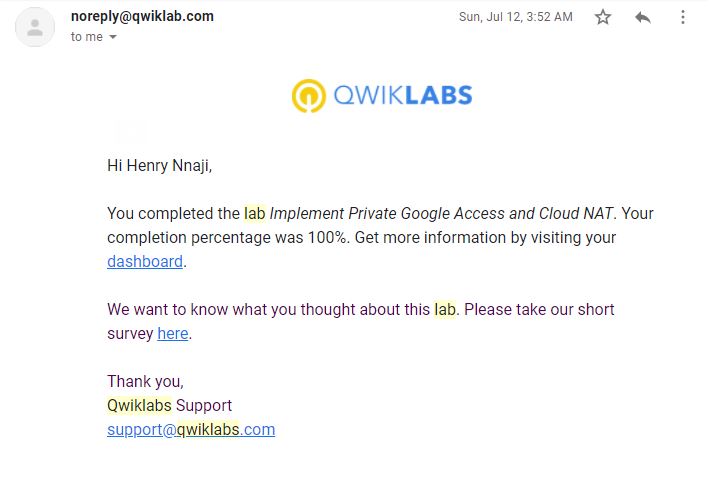 noreply@qwiklab.com
Sun, Jul 12, 3:52 AM
to me
QWIKLABS
Hi Henry Nnaji,
You completed the lab Implement Private Google Access and Cloud NAT. Your
completion percentage was 100%. Get more information by visiting your
dashboard.
We want to know what you thought about this lab. Please take our short
survey here.
Thank you,
Qwiklabs Support
support@qwiklabs.com